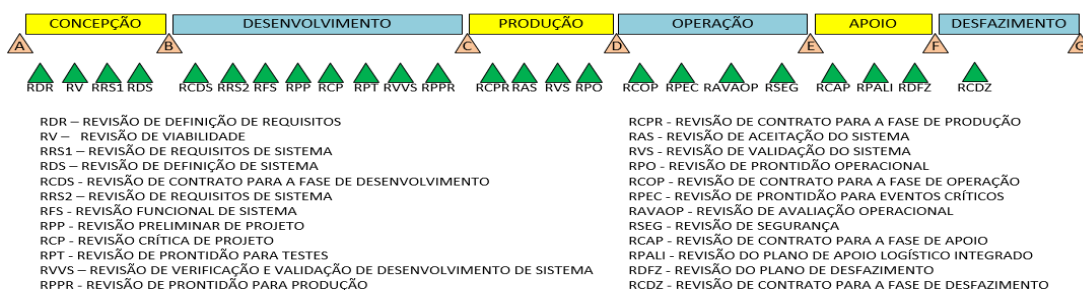 CONCEPÇÃO DESENVOLVIMENTO PRODUÇÃO OPERAÇÃO APOIO DESFAZIMENTO
A B C D E F G
RDR RV RRS1 RDS RCDS RRS2 RFS RPP RCP RPT RVVS RPPR RCPR RAS RVS RPO RCOP RPEC RAVAOP RSEG RCAP RPALI RDFZ RCDZ
RDR – REVISÃO DE DEFINIÇÃO DE REQUISITOS
RV – REVISÃO DE VIABILIDADE
RRS1 – REVISÃO DE REQUISITOS DE SISTEMA
RDS – REVISÃO DE DEFINIÇÃO DE SISTEMA
RCDS - REVISÃO DE CONTRATO PARA A FASE DE DESENVOLVIMENTO
RRS2 – REVISÃO DE REQUISITOS DE SISTEMA
RFS - REVISÃO FUNCIONAL DE SISTEMA
RPP - REVISÃO PRELIMINAR DE PROJETO
RCP - REVISÃO CRÍTICA DE PROJETO
RPT - REVISÃO DE PRONTIDÃO PARA TESTES
RVVS – REVISÃO DE VERIFICAÇÃO E VALIDAÇÃO DE DESENVOLVIMENTO DE SISTEMA
RPPR - REVISÃO DE PRONTIDÃO PARA PRODUÇÃO
RCPR - REVISÃO DE CONTRATO PARA A FASE DE PRODUÇÃO
RAS - REVISÃO DE ACEITAÇÃO DO SISTEMA
RVS - REVISÃO DE VALIDAÇÃO DO SISTEMA
RPO - REVISÃO DE PRONTIDÃO OPERACIONAL
RCOP - REVISÃO DE CONTRATO PARA A FASE DE OPERAÇÃO
RPEC - REVISÃO DE PRONTIDÃO PARA EVENTOS CRÍTICOS
RAVAOP - REVISÃO DE AVALIAÇÃO OPERACIONAL
RSEG - REVISÃO DE SEGURANÇA
RCAP - REVISÃO DE CONTRATO PARA A FASE DE APOIO
RPALI - REVISÃO DO PLANO DE APOIO LOGÍSTICO INTEGRADO
RDFZ - REVISÃO DO PLANO DE DESFAZIMENTO
RCDZ - REVISÃO DE CONTRATO PARA A FASE DE DESFAZIMENTO